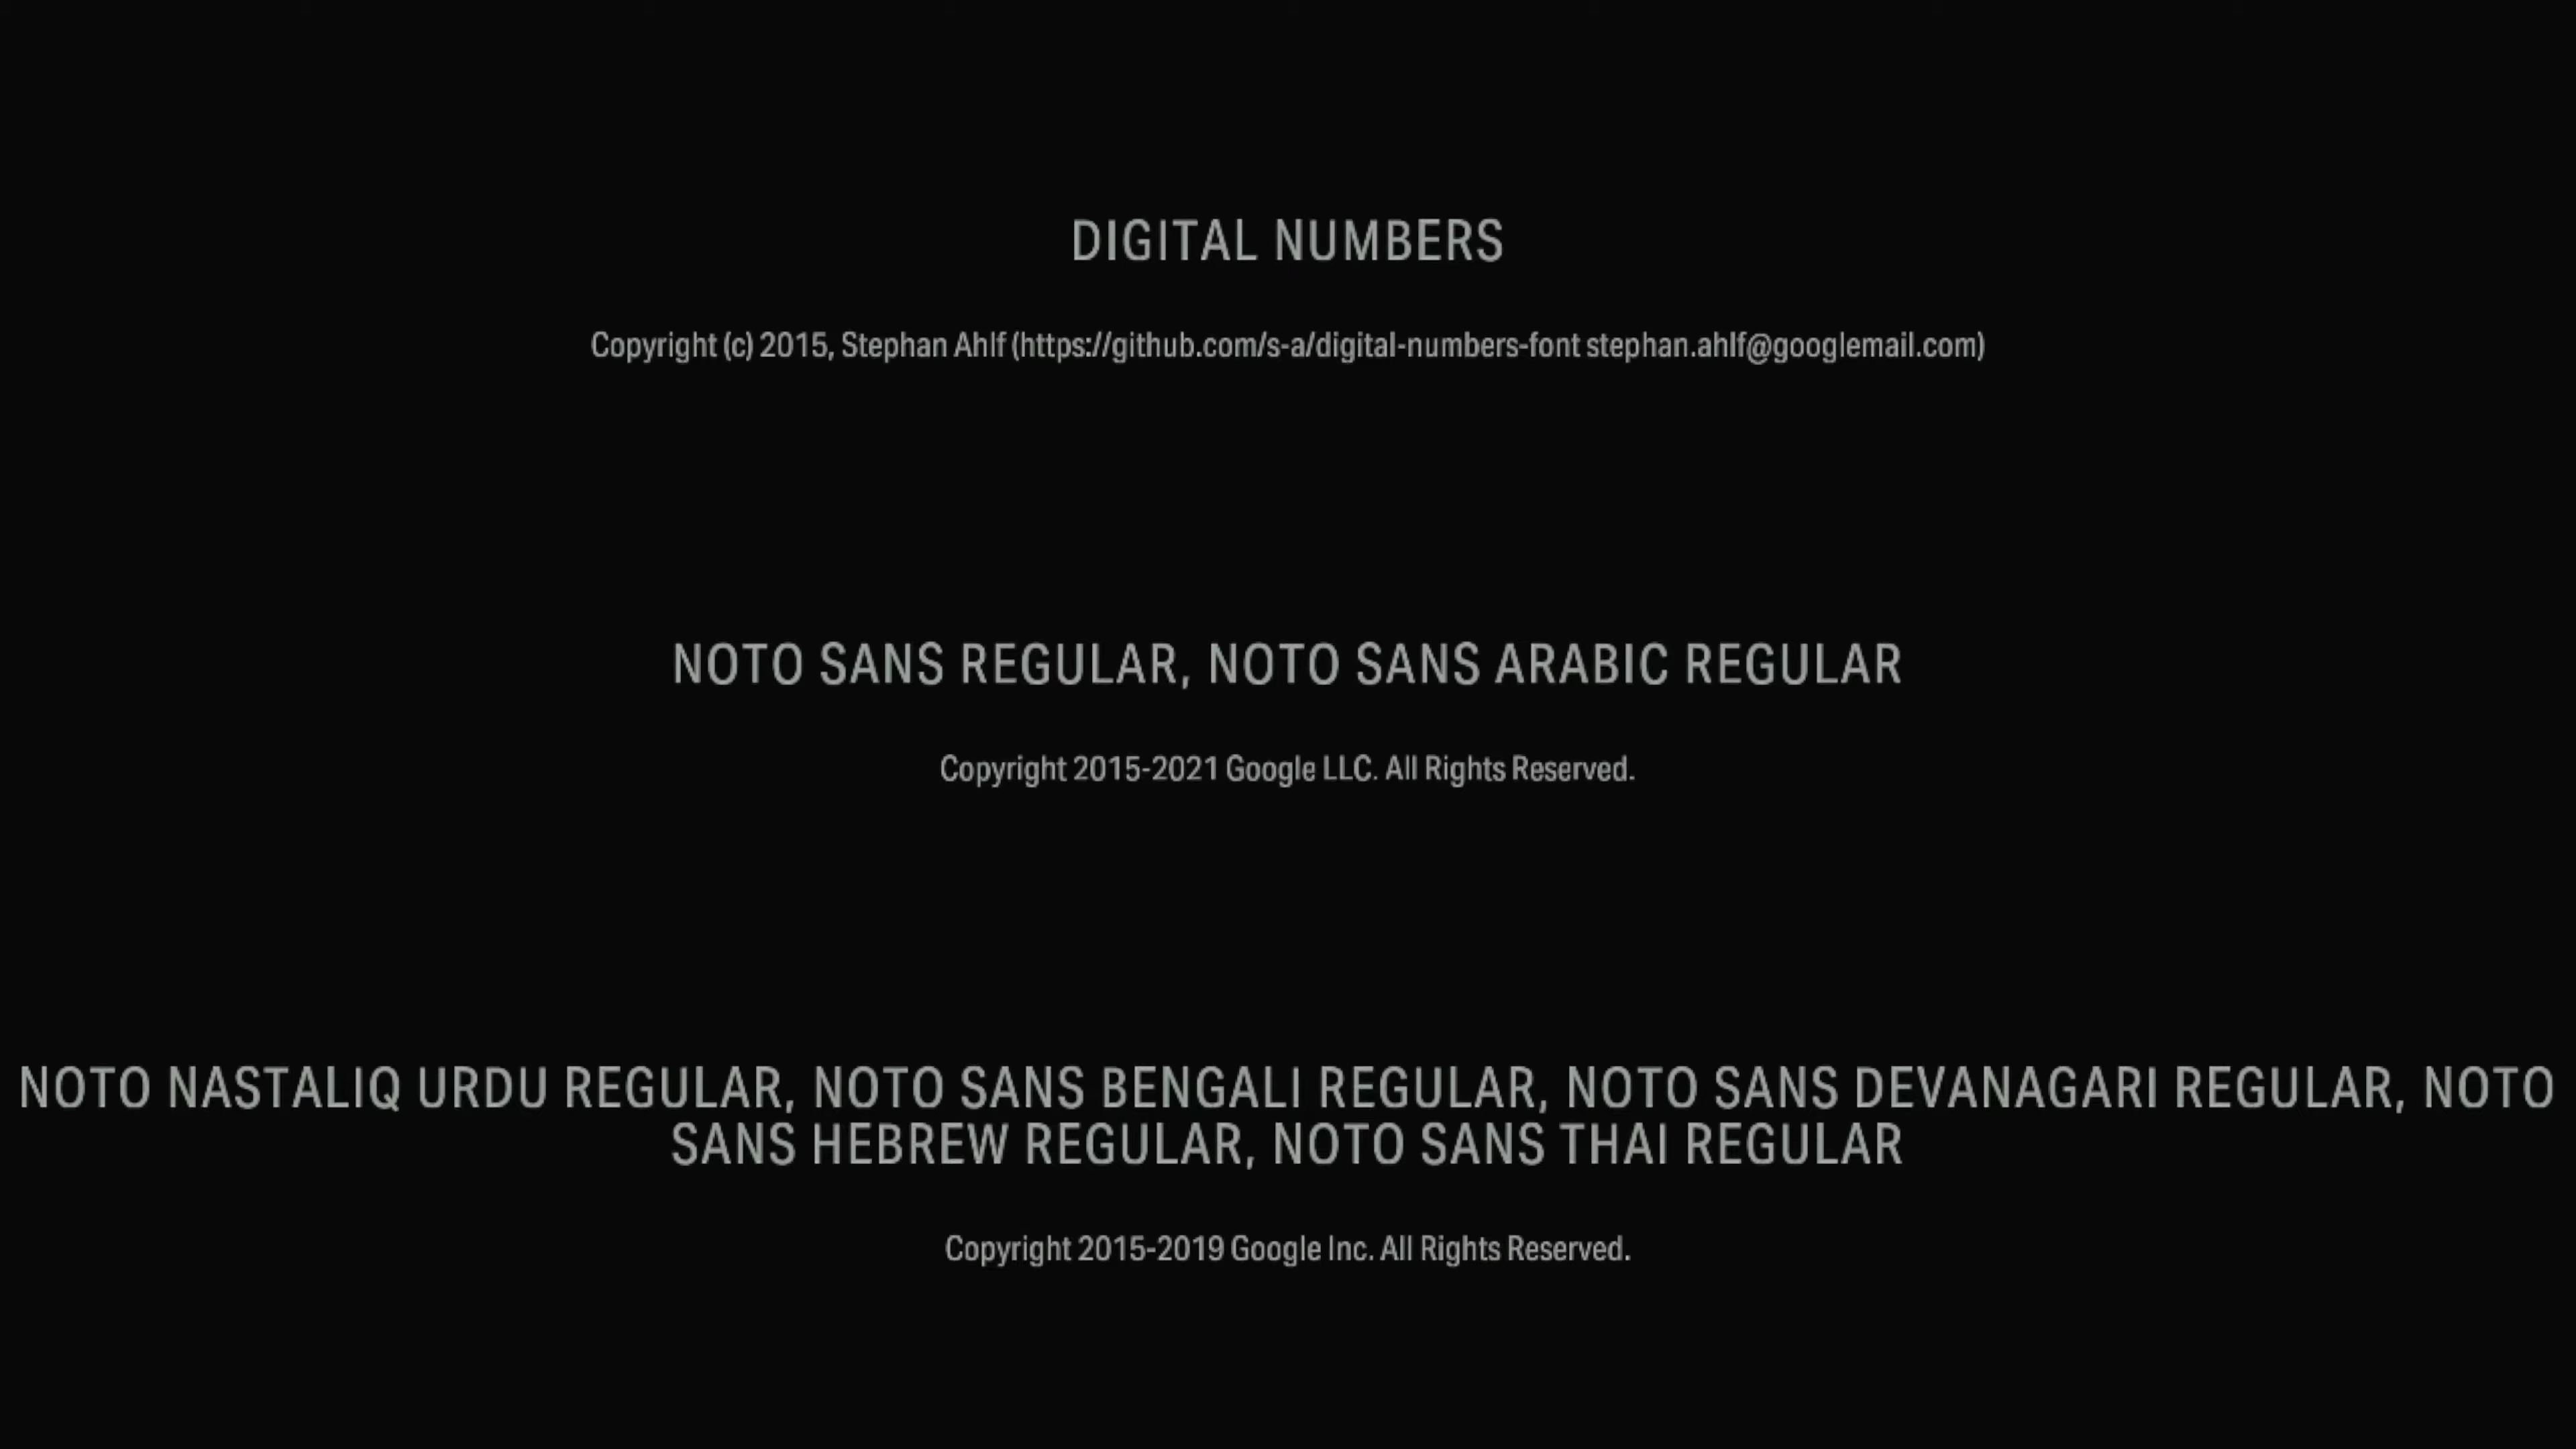 DIGITAL NUMBERS
Copyright (c) 2015, Stephan Ahlf (https://github.com/s-a/digital-numbers-font stephan.ahlf@googlemail.com)
NOTO SANS REGULAR, NOTO SANS ARABIC REGULAR
Copyright 2015-2021 Google LLC. All Rights Reserved.
NOTO NASTALIQ URDU REGULAR, NOTO SANS BENGALI REGULAR, NOTO SANS DEVANAGARI REGULAR, NOTO
SANS HEBREW REGULAR, NOTO SANS THAI REGULAR
Copyright 2015-2019 Google Inc. All Rights Reserved.